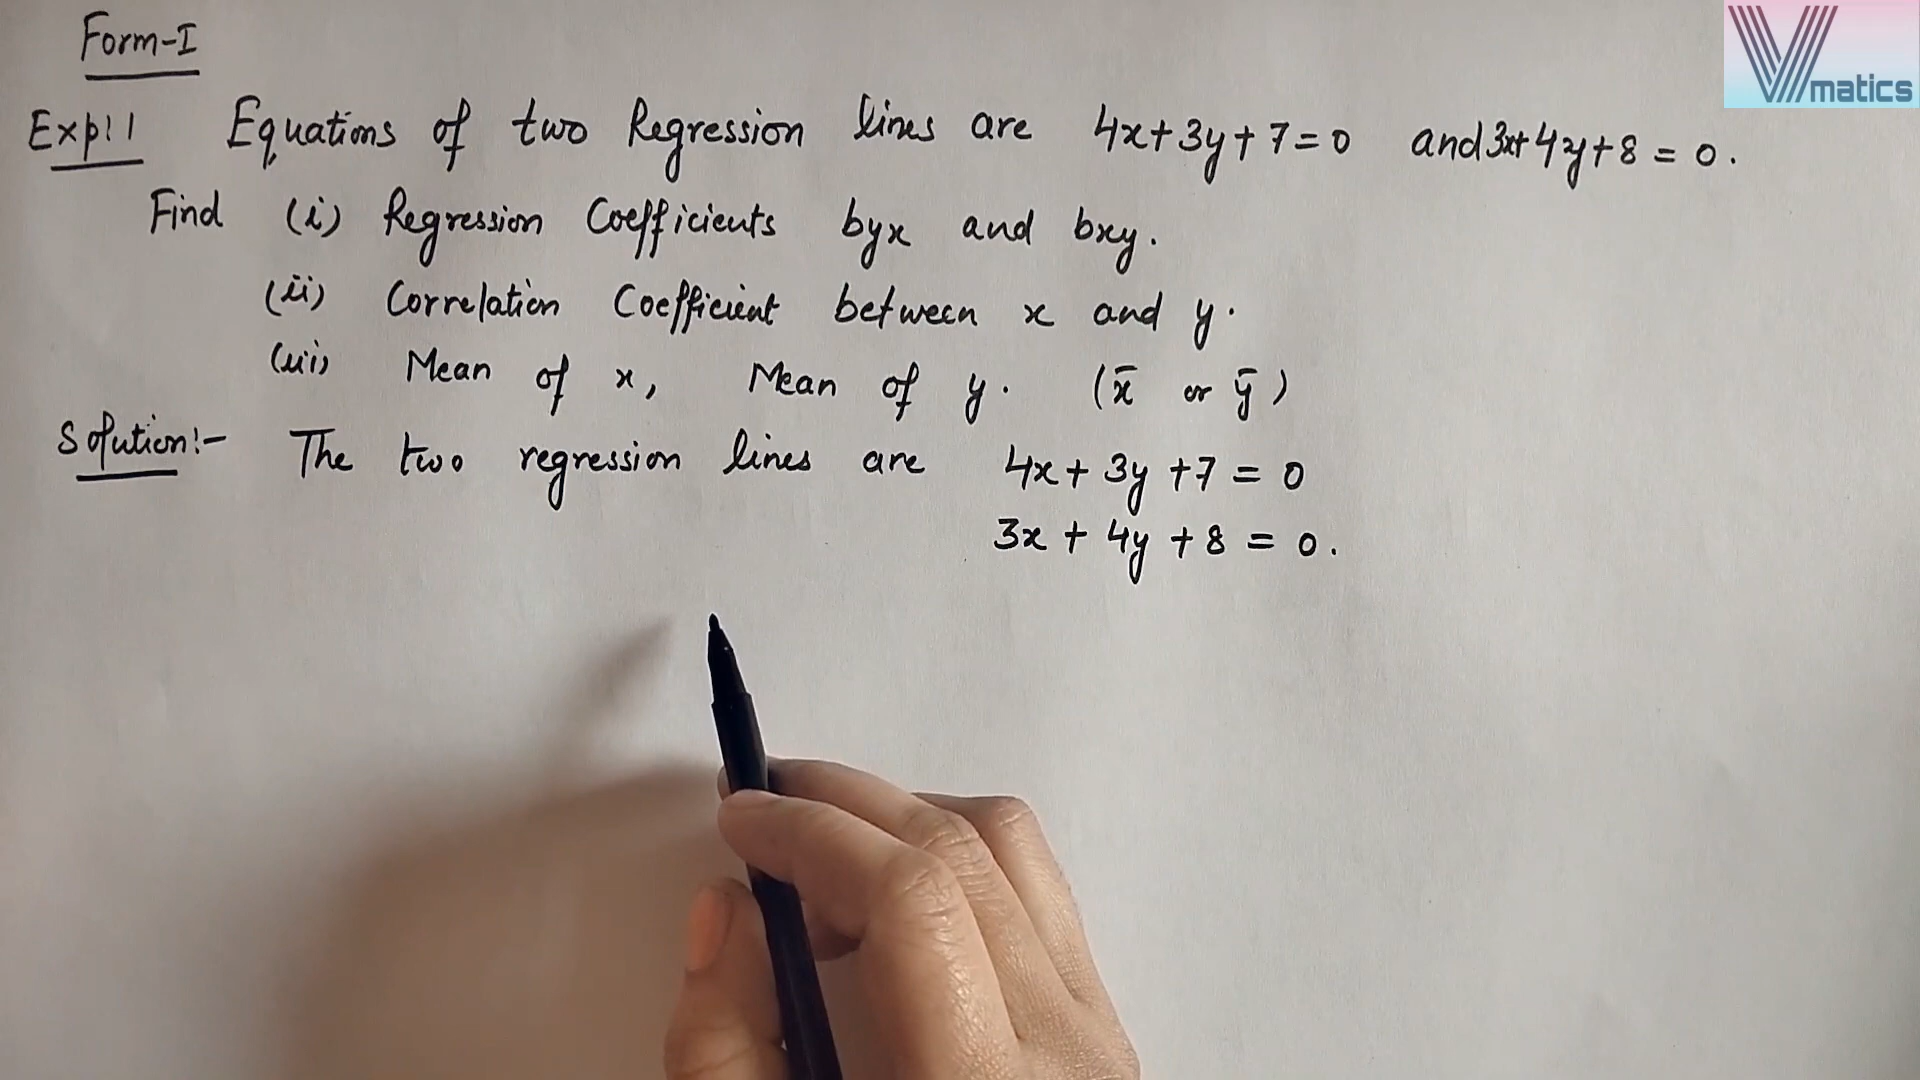 Form-I
Vmatics
Exp:1 Equations of two Regression lines are 4x+3y+7=0 and 3x+4y+8=0.
Find (i) Regression Coefficients byx and bxy.
(ii) Correlation Coefficient between x and y.
(iii) Mean of x, Mean of y. (x̄ or ȳ)
Solution:- The two regression lines are 4x+3y+7=0
3x+4y+8=0.